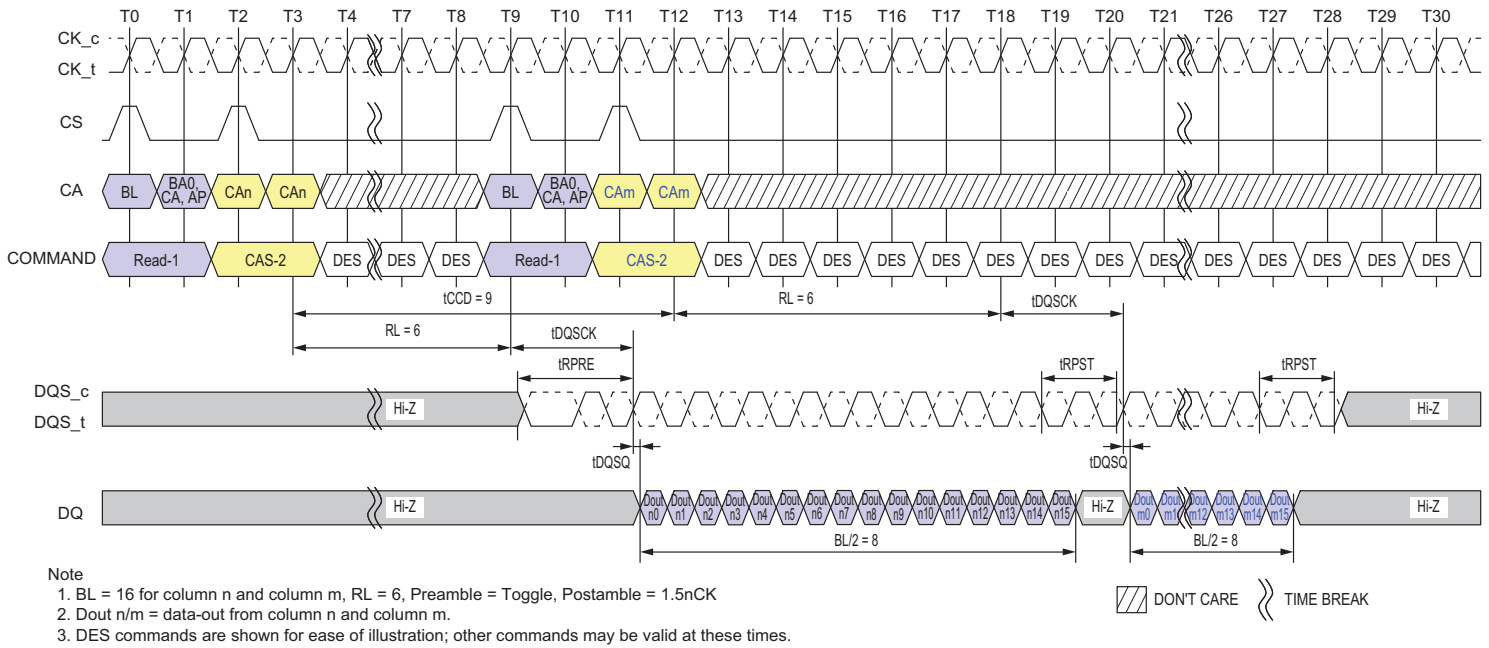 T0 T1 T2 T3 T4 T7 T8 T9 T10 T11 T12 T13 T14 T15 T16 T17 T18 T19 T20 T21 T26 T27 T28 T29 T30
CK_c
CK_t
CS
CA BL BA0, CA, AP CAn CAn BL BA0, CA, AP CAm CAm
COMMAND Read-1 CAS-2 DES DES DES Read-1 CAS-2 DES DES DES DES DES DES DES DES DES DES DES DES DES DES
tCCD = 9 RL = 6 tDQSCK
RL = 6 tDQSCK
tRPRE tRPST tRPST
DQS_c
DQS_t
Hi-Z Hi-Z
tDQSQ tDQSQ
DQ Hi-Z Dout n0 Dout n1 Dout n2 Dout n3 Dout n4 Dout n5 Dout n6 Dout n7 Dout n8 Dout n9 Dout n10 Dout n11 Dout n12 Dout n13 Dout n14 Dout n15 Hi-Z Dout m0 Dout m1 Dout m12 Dout m13 Dout m14 Dout m15 Hi-Z
BL/2 = 8 BL/2 = 8
Note
1. BL = 16 for column n and column m, RL = 6, Preamble = Toggle, Postamble = 1.5nCK
2. Dout n/m = data-out from column n and column m.
3. DES commands are shown for ease of illustration; other commands may be valid at these times.
DON'T CARE TIME BREAK